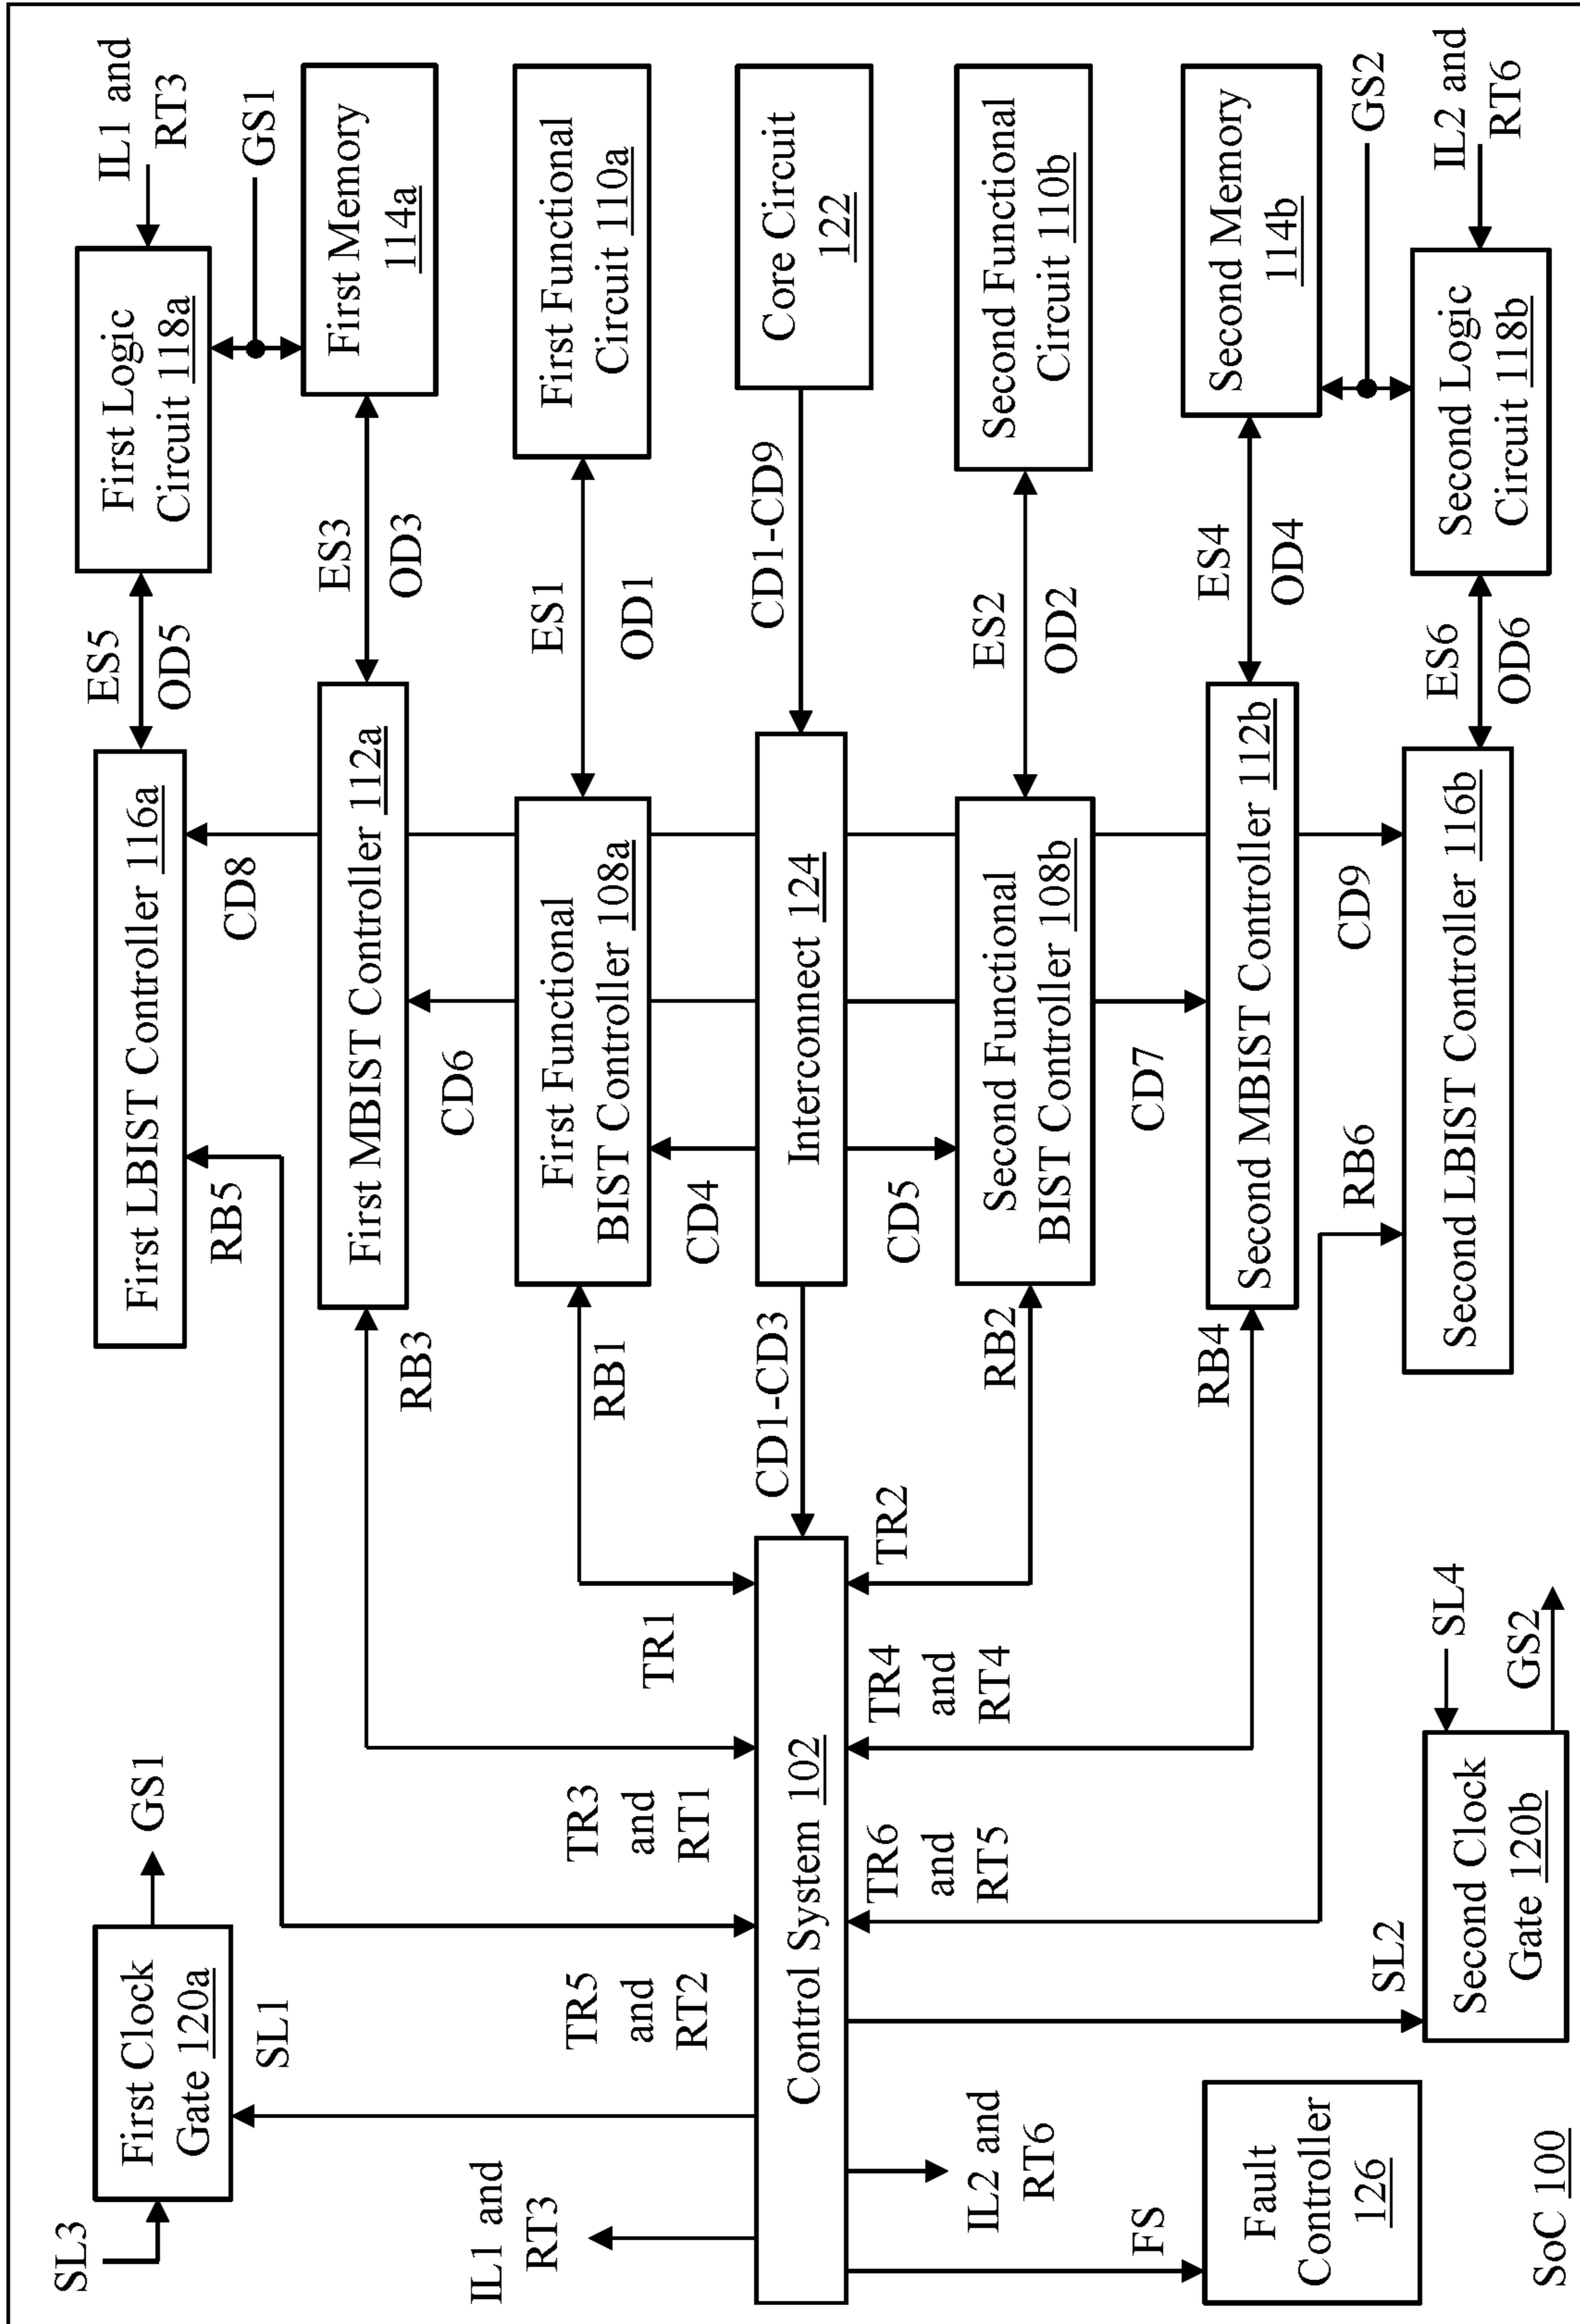 SL3
First Clock
Gate 120a
GS1
SL1
IL1 and
RT3
TR5
and
RT2
TR3
and
RT1
TR1
RB5
RB3
RB1
First LBIST Controller 116a
CD8
First MBIST Controller 112a
CD6
First Functional
BIST Controller 108a
CD4
ES5
OD5
ES3
OD3
ES1
OD1
First Logic
Circuit 118a
IL1 and
RT3
GS1
First Memory
114a
First Functional
Circuit 110a
Control System 102
CD1-CD3
Interconnect 124
CD1-CD9
Core Circuit
122
IL2 and
RT6
FS
Fault
Controller
126
SL2
TR6
and
RT5
TR4
and
RT4
TR2
Second Clock
Gate 120b
SL4
GS2
RB2
RB4
RB6
CD5
Second Functional
BIST Controller 108b
CD7
Second MBIST Controller 112b
CD9
Second LBIST Controller 116b
ES2
OD2
ES4
OD4
ES6
OD6
Second Functional
Circuit 110b
Second Memory
114b
GS2
Second Logic
Circuit 118b
IL2 and
RT6
SoC 100